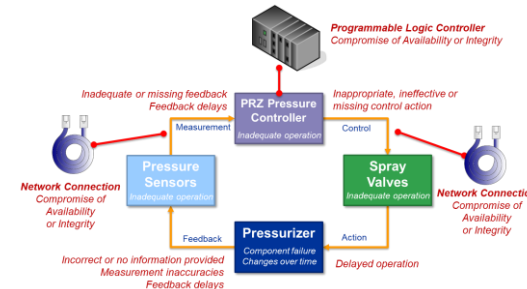 Programmable Logic Controller
Compromise of Availability or Integrity
Inadequate or missing feedback
Feedback delays
PRZ Pressure
Controller
Inadequate operation
Inappropriate, ineffective or
missing control action
Measurement
Control
Network Connection
Compromise of
Availability
or Integrity
Pressure
Sensors
Inadequate operation
Spray
Valves
Inadequate operation
Network Connectio
Compromise of
Availability
or Integrity
Feedback
Pressurizer
Component failure
Changes over time
Action
Incorrect or no information provided
Measurement inaccuracies
Feedback delays
Delayed operation